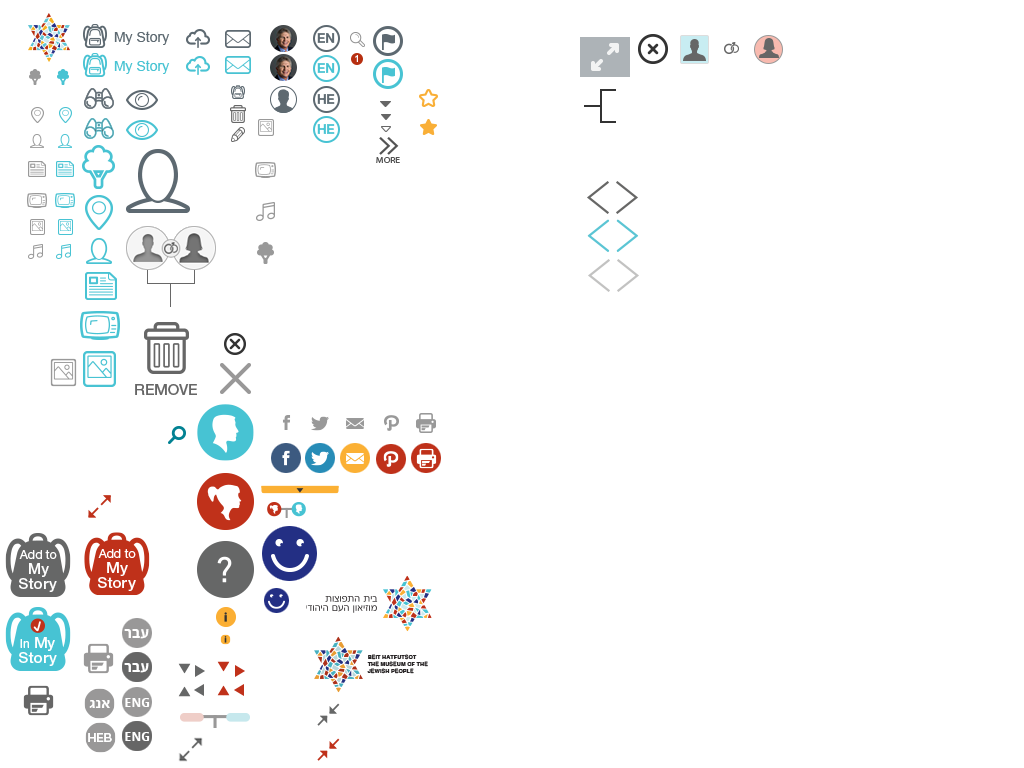 My Story
EN
1
My Story
EN
HE
HE
MORE
REMOVE
Add to
My
Story
Add to
My
Story
?
בית התפוצות
מוזיאון העם היהודי
i
In My
Story
עבר
i
BEIT HATFUTSOT
THE MUSEUM OF THE
JEWISH PEOPLE
עבר
אנג
ENG
HEB
ENG